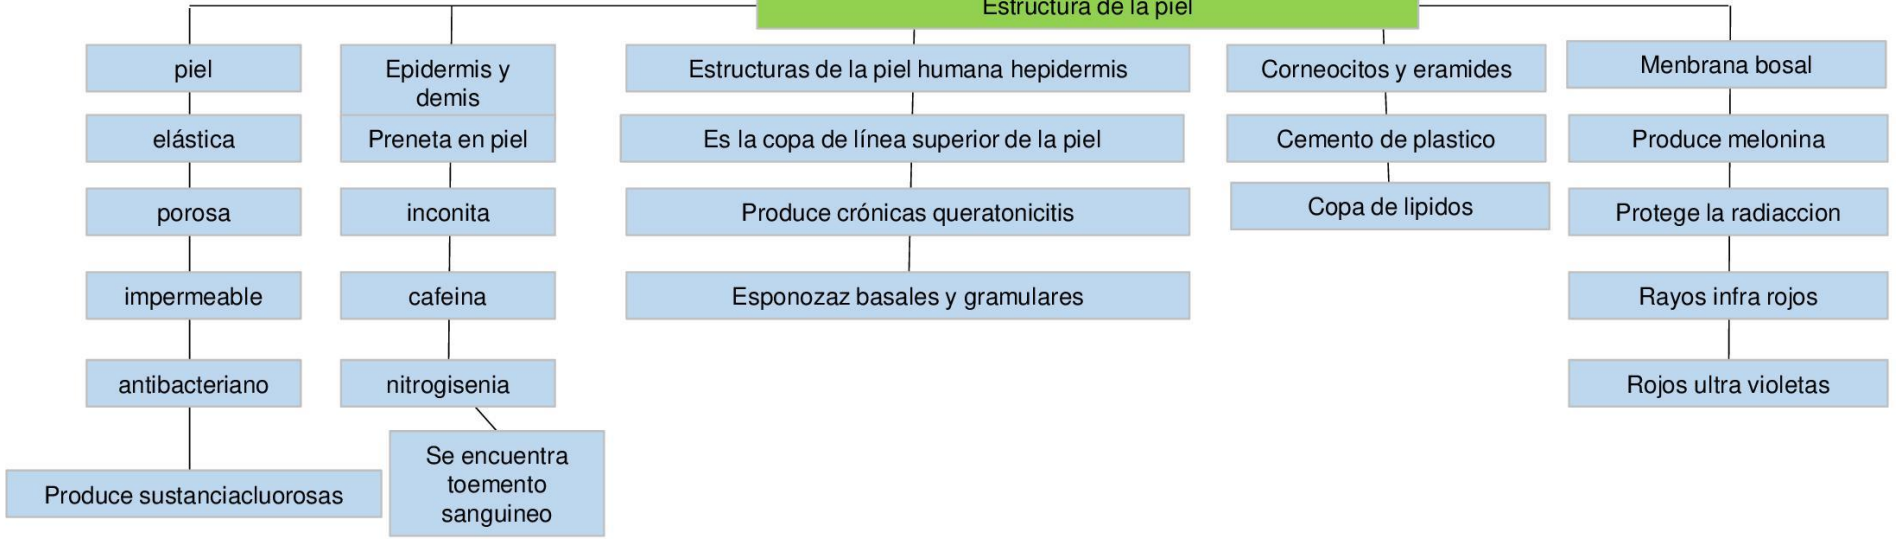 Estructura de la piel
piel
elástica
porosa
impermeable
antibacteriano
Produce sustanciacluorosas
Epidermis y
demis
Preneta en piel
inconita
cafeina
nitrogisenia
Se encuentra
toemento
sanguineo
Estructuras de la piel humana hepidermis
Es la copa de línea superior de la piel
Produce crónicas queratonicitis
Esponozaz basales y gramulares
Corneocitos y eramides
Cemento de plastico
Copa de lipidos
Menbrana bosal
Produce melonina
Protege la radiaccion
Rayos infra rojos
Rojos ultra violetas